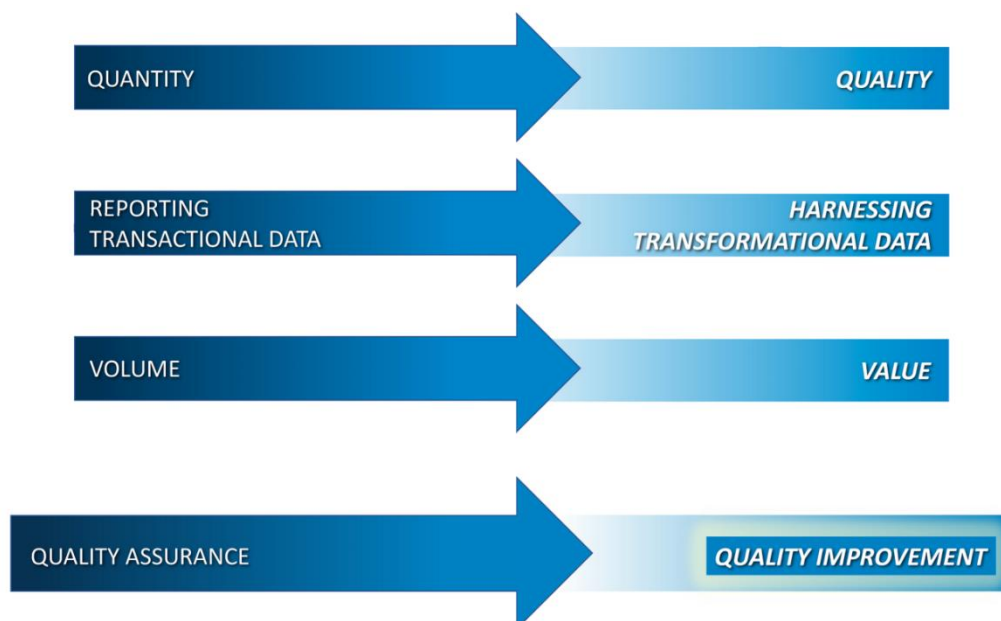 QUANTITY
QUALITY
REPORTING
TRANSACTIONAL DATA
HARNESSING
TRANSFORMATIONAL DATA
VOLUME
VALUE
QUALITY ASSURANCE
QUALITY IMPROVEMENT